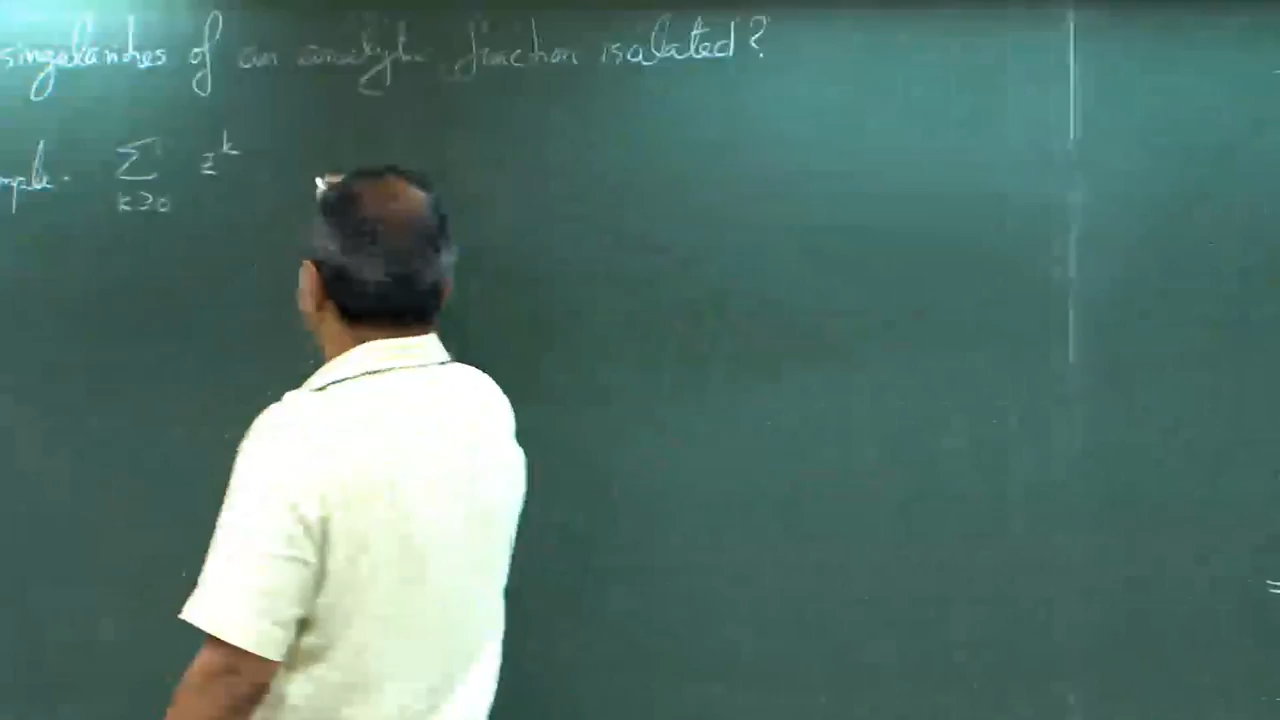 singularities of an analytic function isolated?
mple. Σ z^k
k≥0
=